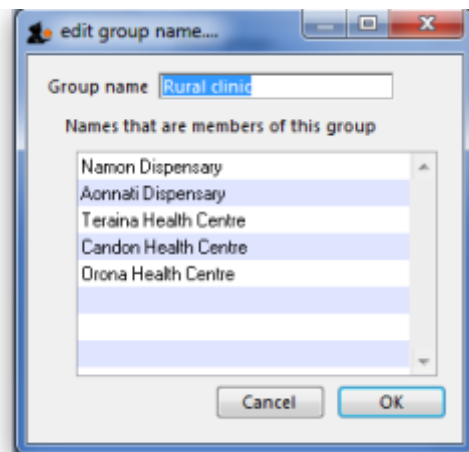 edit group name....
Group name Rural clinic
Names that are members of this group
Namon Dispensary
Aonnati Dispensary
Teraina Health Centre
Candon Health Centre
Orona Health Centre
Cancel OK